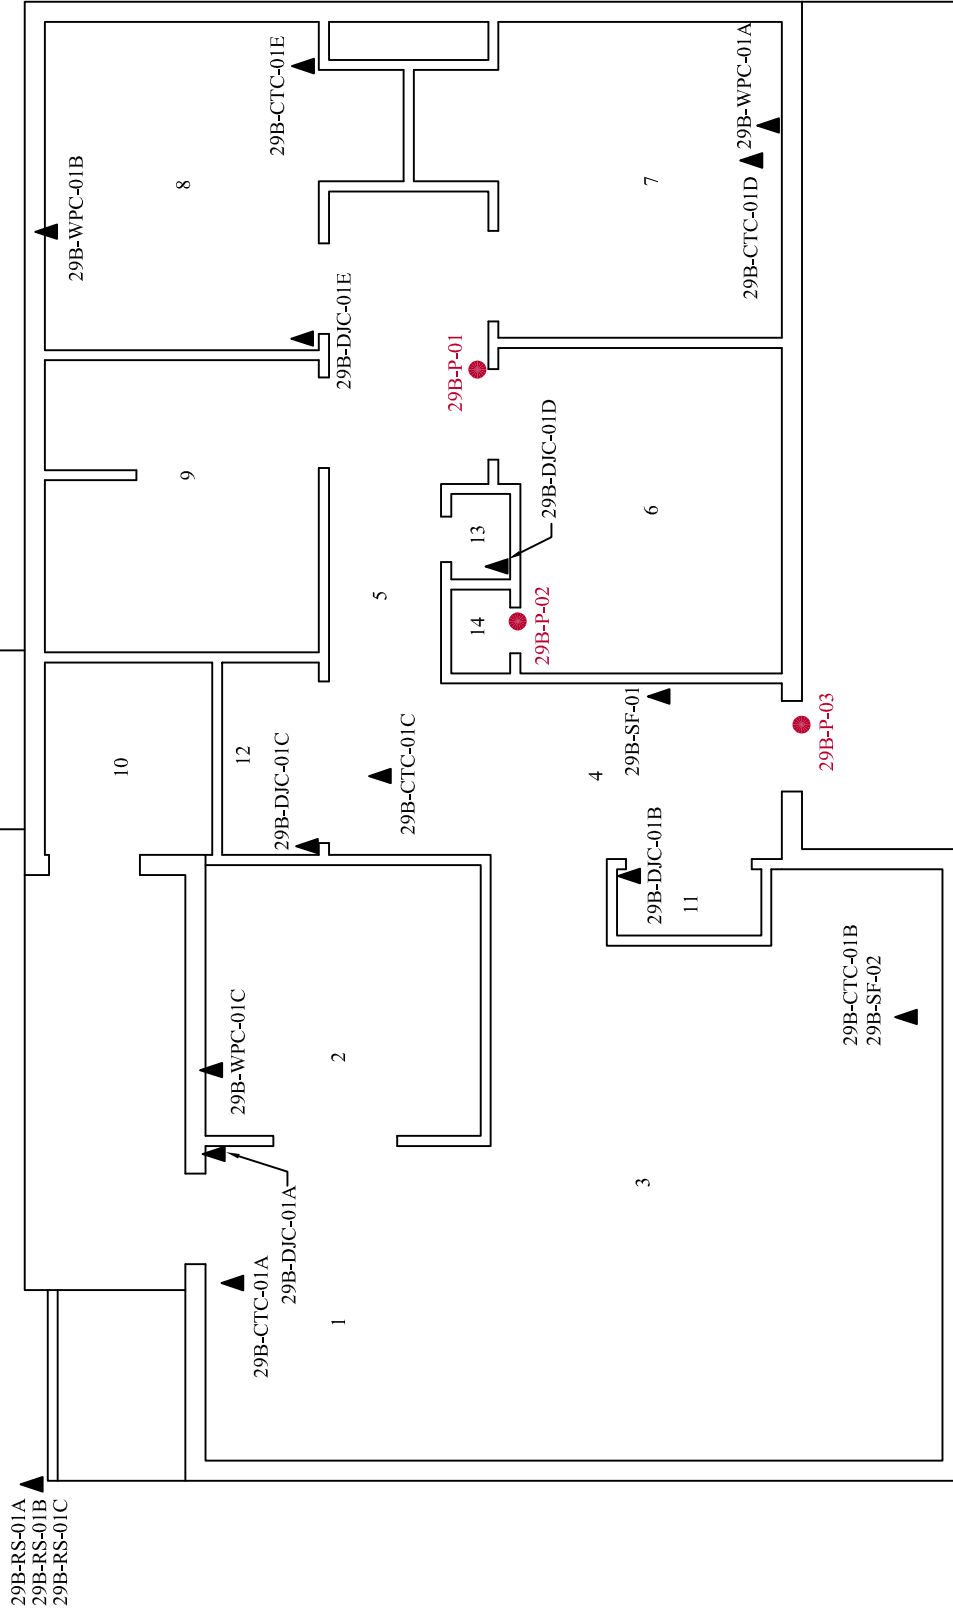 29B-RS-01A
29B-RS-01B
29B-RS-01C
29B-WPC-01B
8
29B-CTC-01E
29B-DJC-01E
9
10
12
29B-DJC-01C
29B-CTC-01C
5
29B-P-01
13
14
29B-DJC-01D
29B-P-02
6
7
29B-WPC-01A
29B-CTC-01D
29B-SF-01
4
29B-P-03
29B-DJC-01B
11
29B-CTC-01B
29B-SF-02
29B-WPC-01C
2
3
29B-DJC-01A
29B-CTC-01A
1